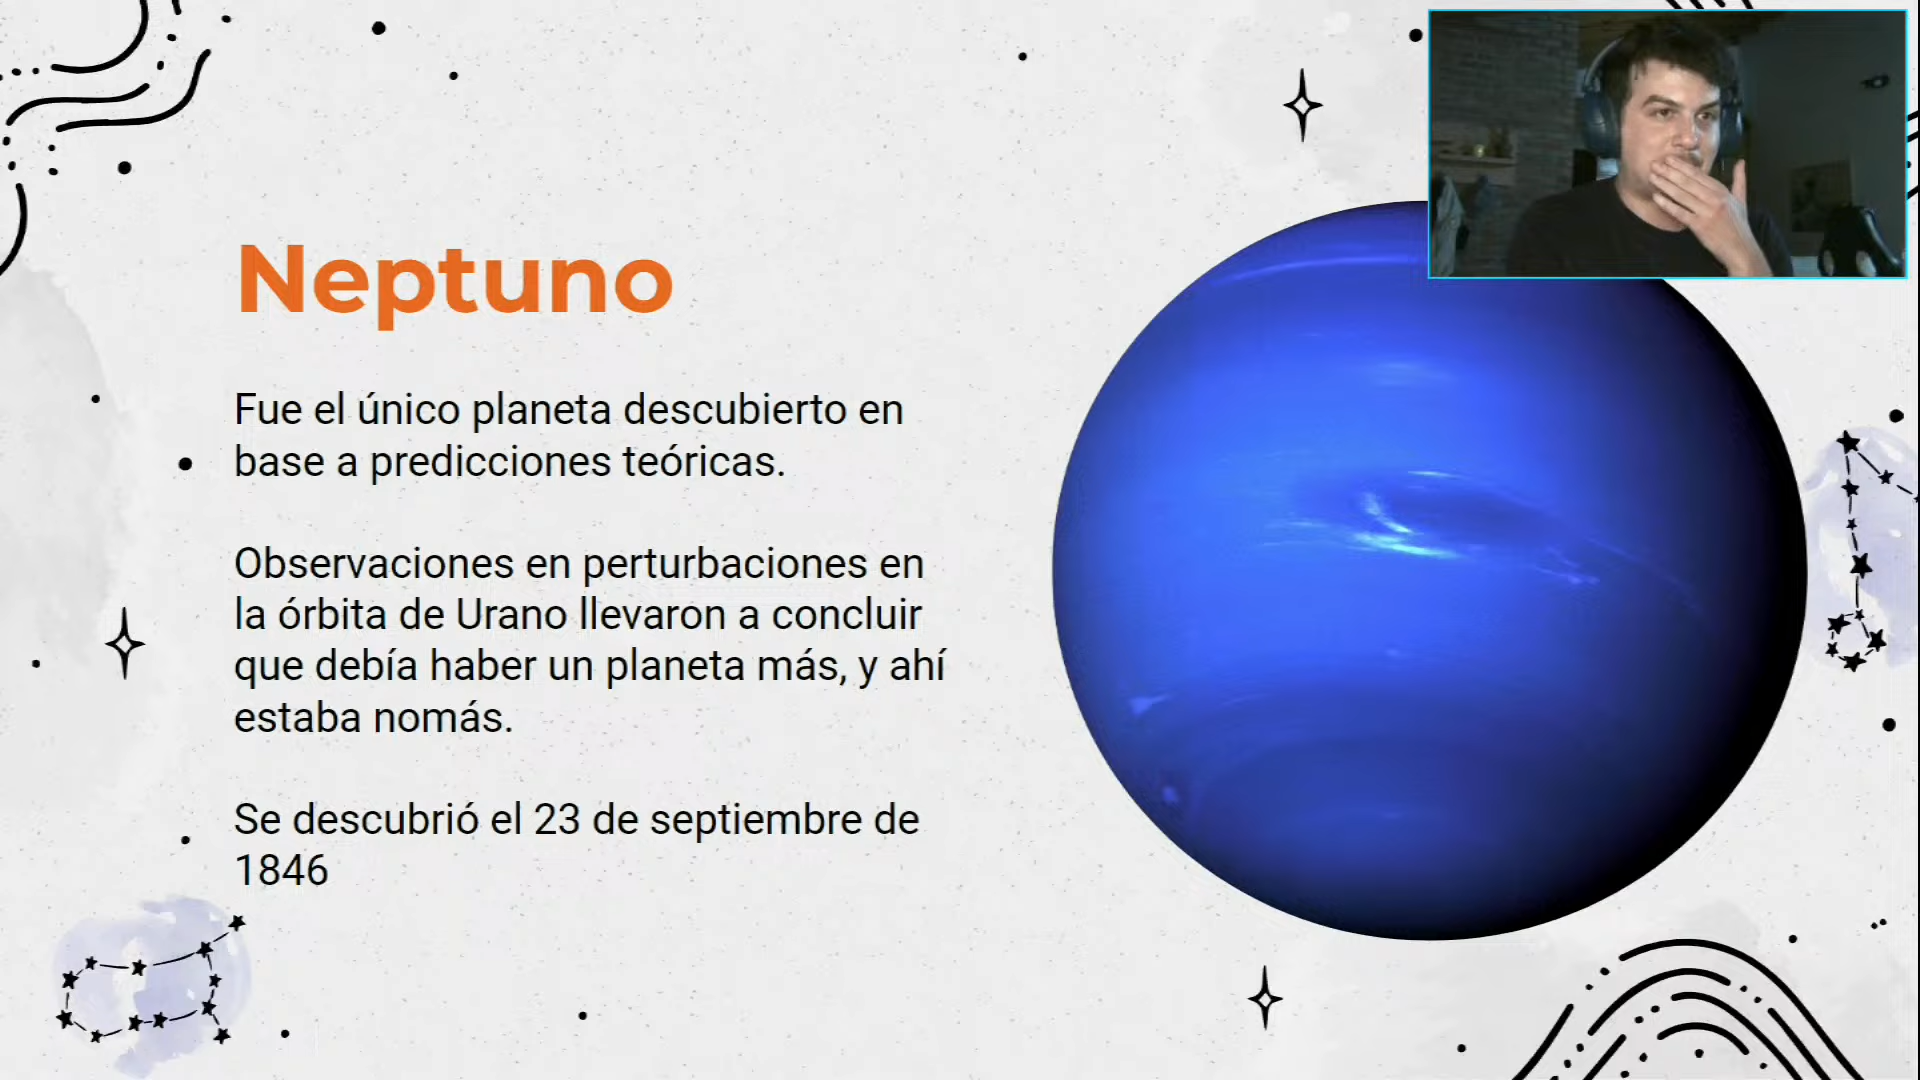 Neptuno
Fue el único planeta descubierto en
base a predicciones teóricas.
Observaciones en perturbaciones en
la órbita de Urano llevaron a concluir
que debía haber un planeta más, y ahí
estaba nomás.
Se descubrió el 23 de septiembre de
1846